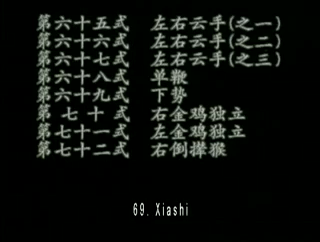 第六十五式 左右云手(之一)
第六十六式 左右云手(之二)
第六十七式 左右云手(之三)
第六十八式 单鞭
第六十九式 下势
第七十式 右金鸡独立
第七十一式 左金鸡独立
第七十二式 右倒撵猴
69. Xiashi